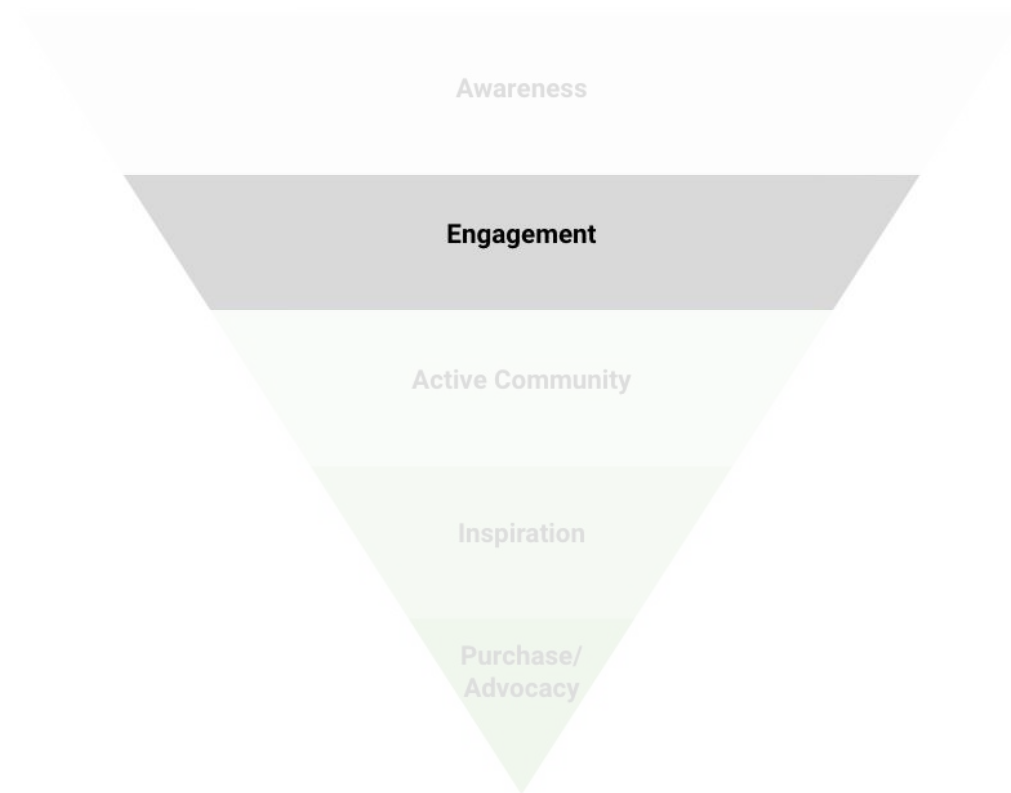 Awareness
Engagement
Active Community
Inspiration
Purchase/
Advocacy